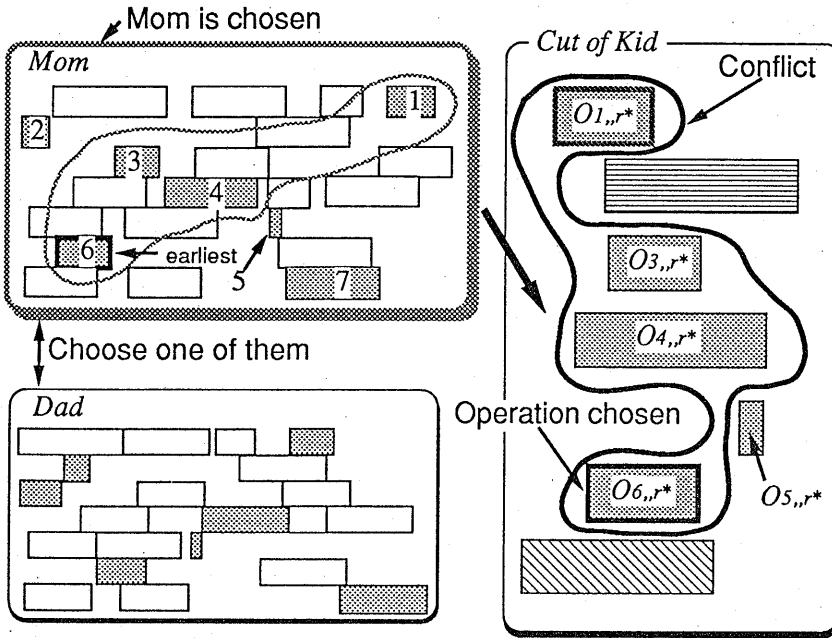 Mom is chosen
Mom
1
2
3
4
5
6
earliest
7
Choose one of them
Dad
Cut of Kid
Conflict
O1,,r*
O3,,r*
O4,,r*
Operation chosen
O6,,r*
O5,,r*